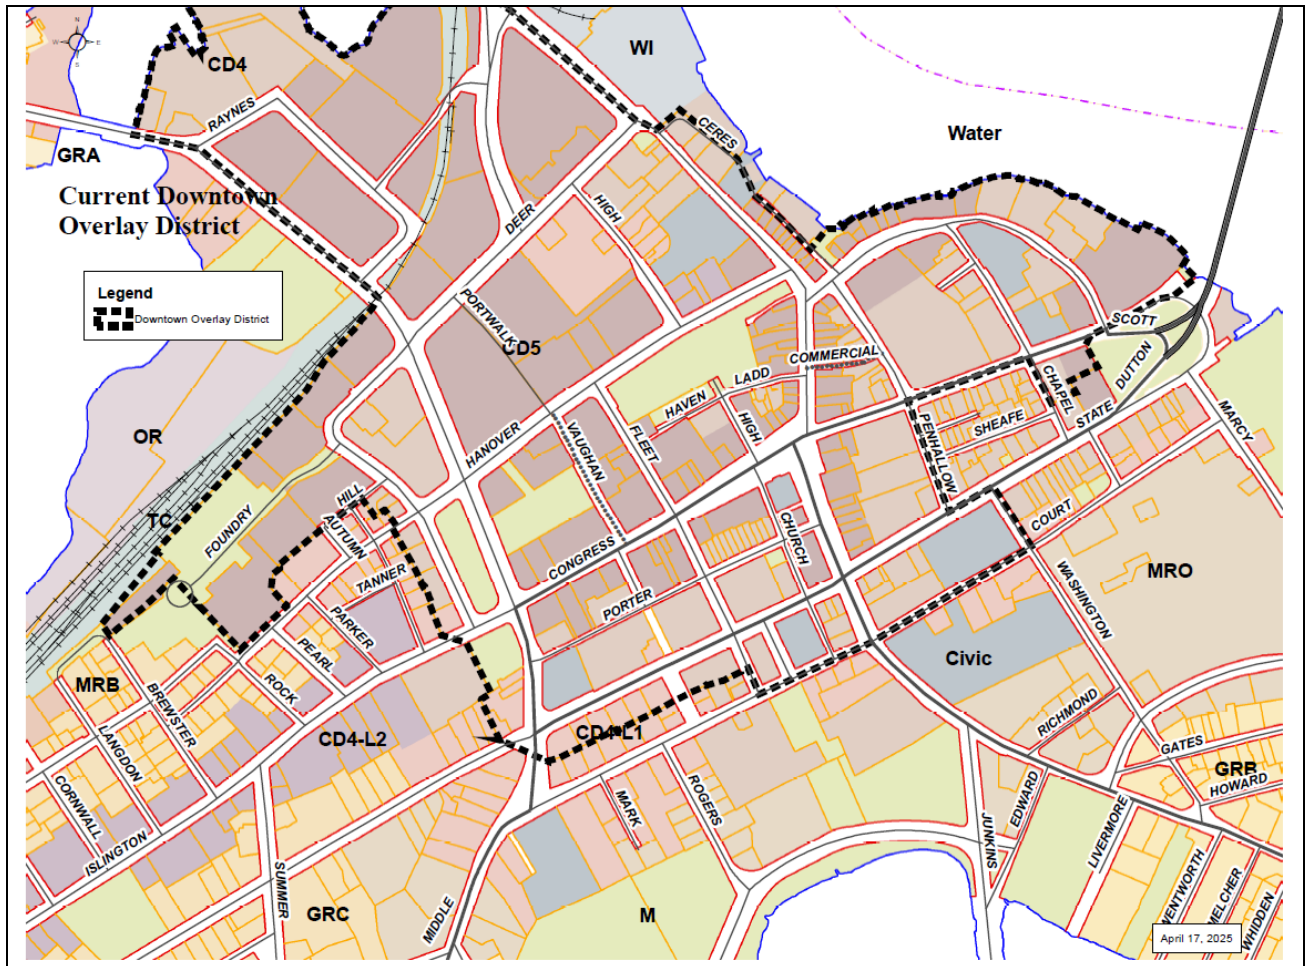 N
W E
S
CD4
WI
RAYNES
CERES
Water
GRA
Current Downtown
Overlay District
HIGH
DEER
Legend
Downtown Overlay District
PORTWALK
CD5
SCOTT
COMMERCIAL
LADD
CHAPEL
DUTTON
HAVEN
STATE
MARCY
OR
HANOVER
VAUGHAN
FLEET
HIGH
PENHALLOW
SHEAFE
HILL
TC
FOUNDRY
AUTUMN
CHURCH
COURT
CONGRESS
TANNER
WASHINGTON
MRO
PORTER
PARKER
PEARL
Civic
MRB
BREWSTER
ROCK
RICHMOND
LANGDON
CD4-L2
CD4-L1
GATES
GRB
HOWARD
CORNWALL
MARK
ROGERS
EDWARD
JUNKINS
LIVERMORE
ISLINGTON
SUMMER
GRC
MIDDLE
M
WENTWORTH
MELCHER
WHIDDEN
April 17, 2025